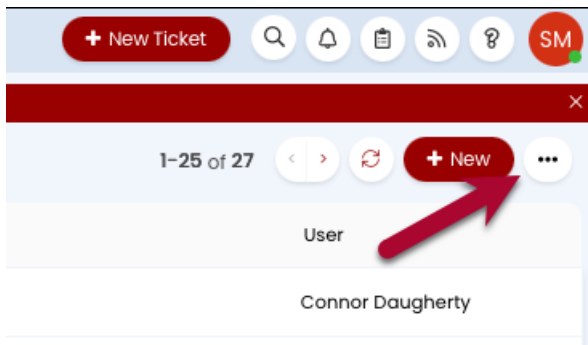 + New Ticket SM
1-25 of 27 + New
User
Connor Daugherty